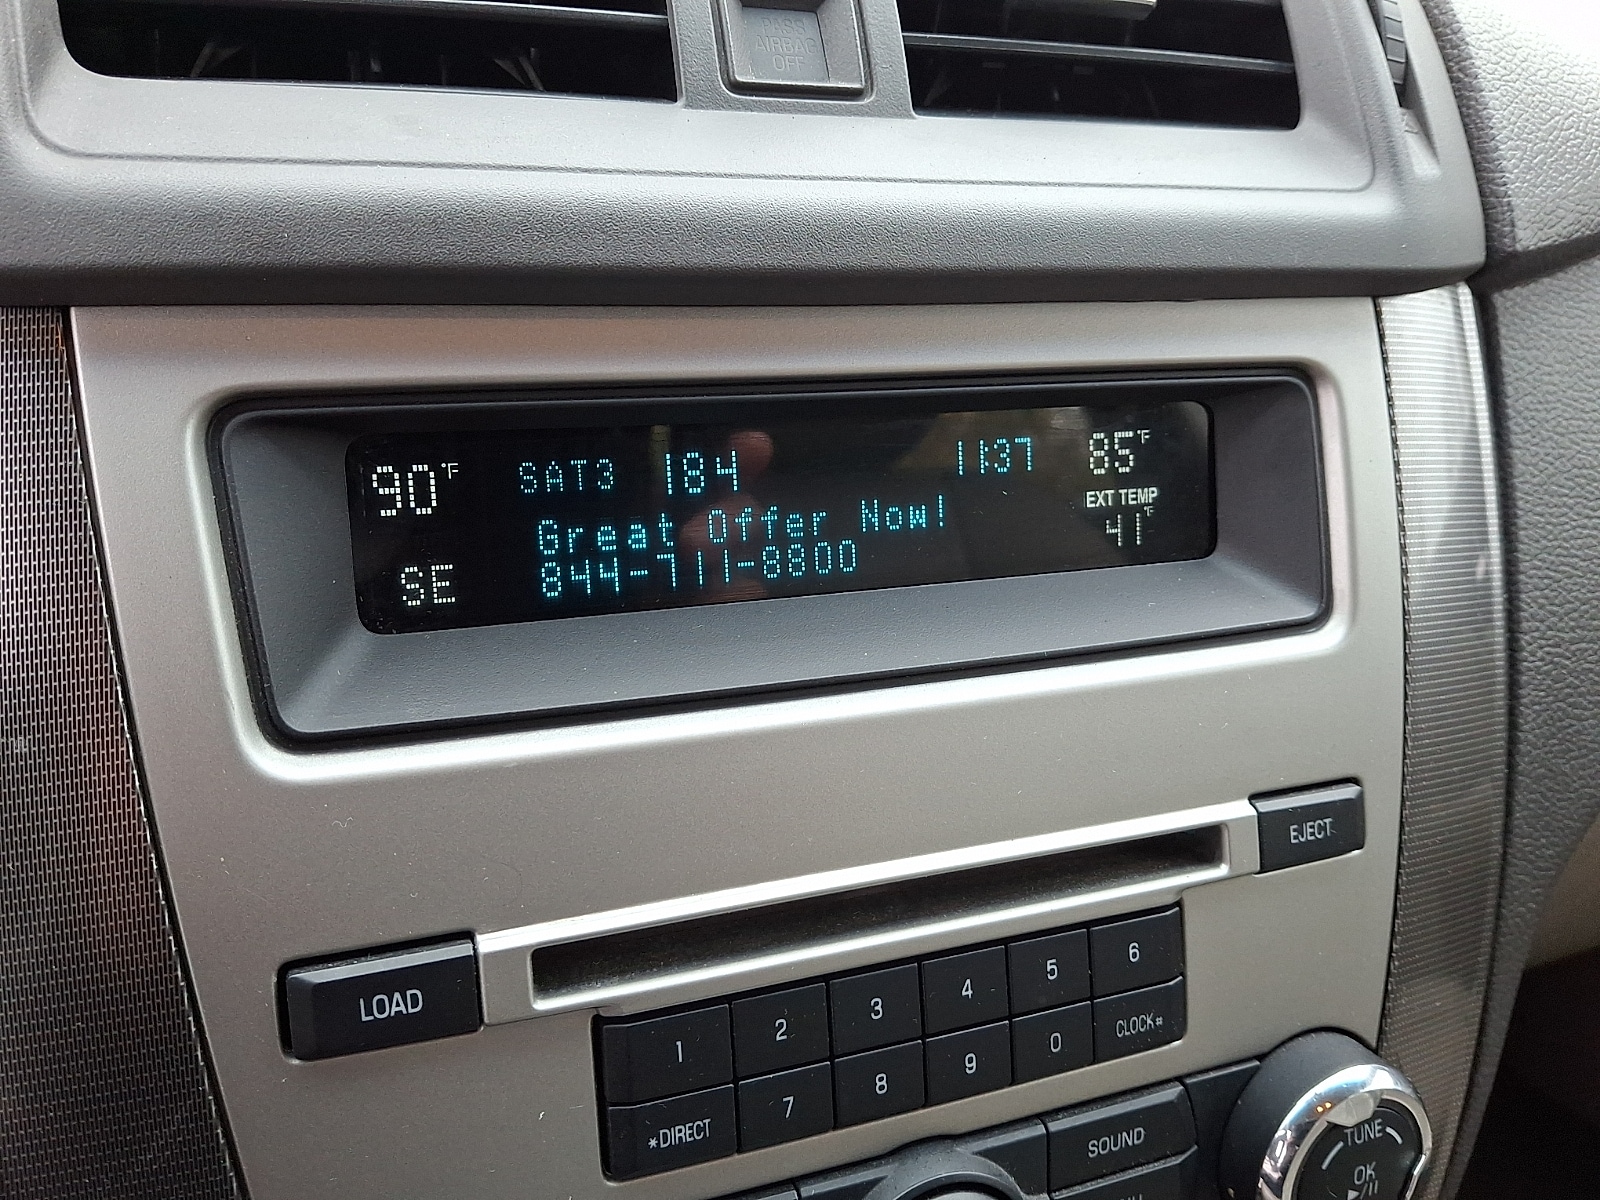 PASS
AIRBAG
OFF
90°F SAT3 184 11:37 85°F
EXT TEMP
Great Offer Now! 41°F
SE 844-711-8800
EJECT
LOAD
1 2 3 4 5 6
*DIRECT 7 8 9 0 CLOCK#
SOUND
TUNE
OK
►/II